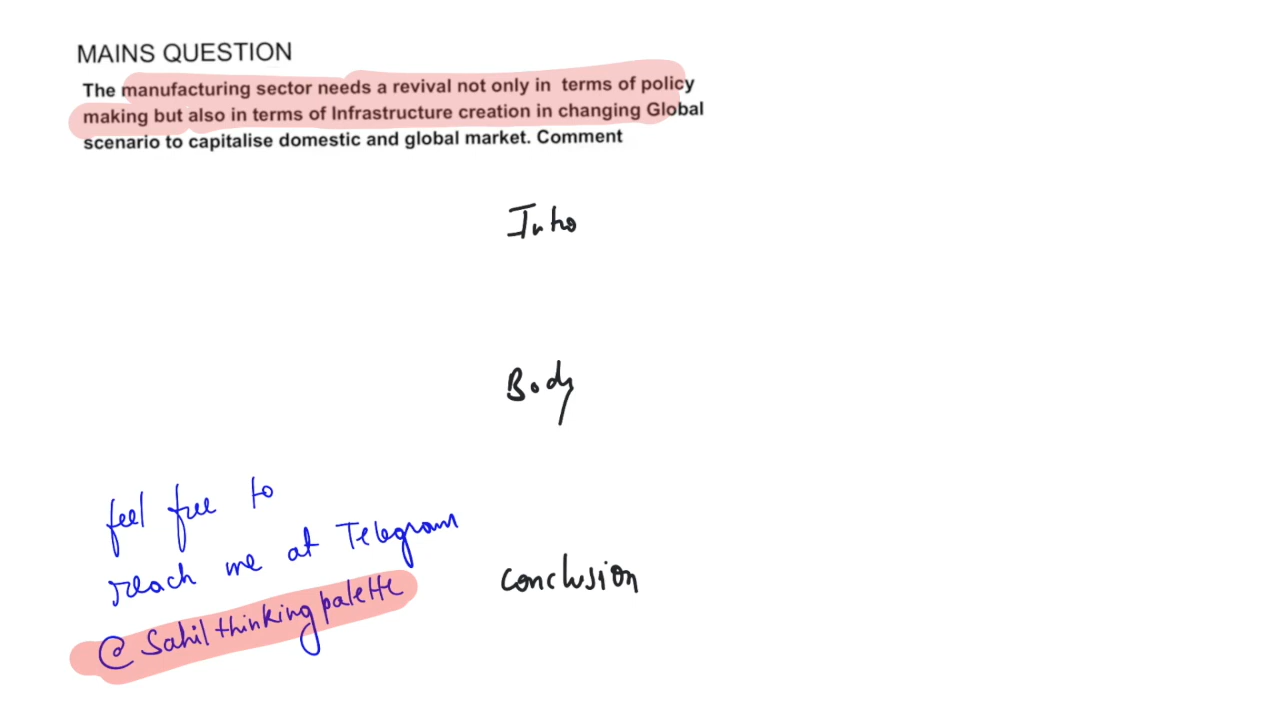 MAINS QUESTION
The manufacturing sector needs a revival not only in terms of policy
making but also in terms of Infrastructure creation in changing Global
scenario to capitalise domestic and global market. Comment
Intro
Body
feel free to
reach me at Telegram
@ Sahil thinking palette
Conclusion